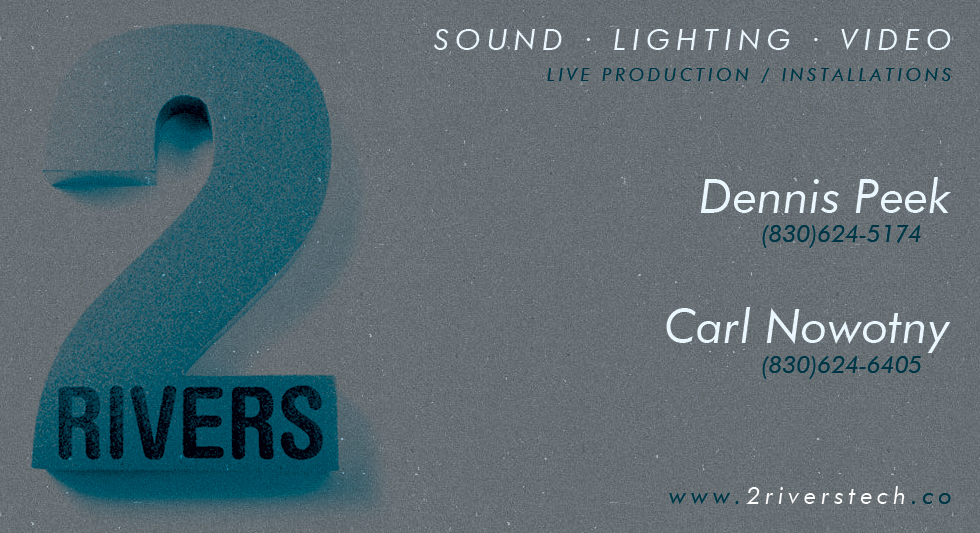 SOUND · LIGHTING · VIDEO
LIVE PRODUCTION / INSTALLATIONS
2
RIVERS
Dennis Peek
(830)624-5174
Carl Nowotny
(830)624-6405
www.2riverstech.co